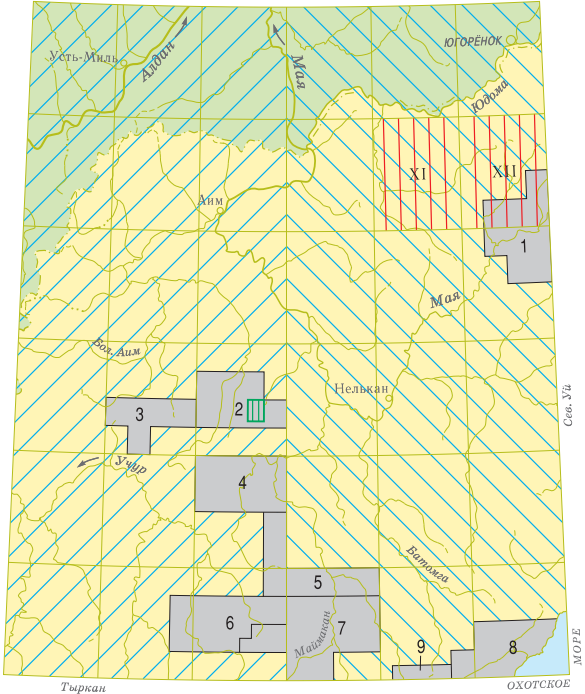 ЮГОРЁНОК
Усть-Миль
Алдан
Мая
Юдома
XI
XII
Аим
1
Мая
Бол. Аим
Нелькан
2
3
Сев. Уй
Учур
4
Батомга
5
6
7
Маймакан
9
8
МОРЕ
Тыркан
ОХОТСКОЕ